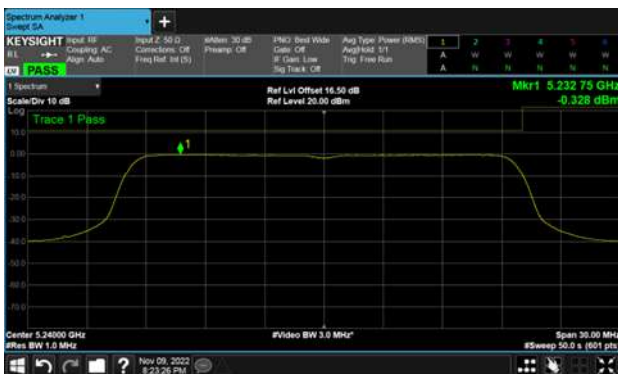 Spectrum Analyzer 1
Swept SA
+
KEYSIGHT
RL
LXI PASS
Input: RF
Coupling: AC
Align: Auto
Input Z: 50 Ω
Corrections: Off
Freq Ref: Int (S)
#Atten: 30 dB
Preamp: Off
PNO: Best Wide
Gate: Off
IF Gain: Low
Sig Track: Off
Avg Type: Power (RMS)
Avg|Hold: 1/1
Trig: Free Run
1 2 3 4 5 6
A W W W W W
A N N N N N
1 Spectrum
Scale/Div 10 dB
Ref Lvl Offset 16.50 dB
Ref Level 20.00 dBm
Mkr1 5.232 75 GHz
-0.328 dBm
Log
Trace 1 Pass
10.0
1
0.00
-10.0
-20.0
-30.0
-40.0
-50.0
-60.0
-70.0
Center 5.24000 GHz
#Res BW 1.0 MHz
#Video BW 3.0 MHz*
Span 30.00 MHz
#Sweep 50.0 s (601 pts)
?
Nov 09, 2022
8:23:26 PM